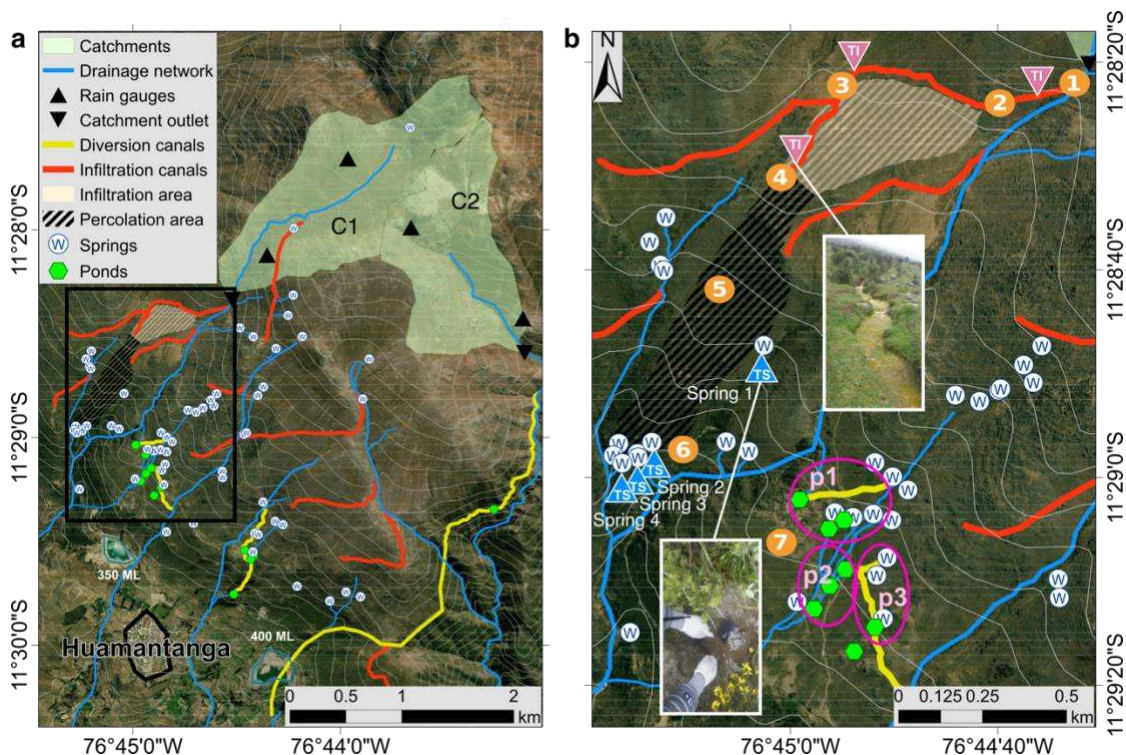 a
Catchments
Drainage network
Rain gauges
Catchment outlet
Diversion canals
Infiltration canals
Infiltration area
Percolation area
W Springs
Ponds
C1
C2
350 ML
400 ML
Huamantanga
0 0.5 1 2
km
11°28'0"S
11°29'0"S
11°30'0"S
76°45'0"W 76°44'0"W
b
N
TI
TI
TI
1
2
3
4
5
6
7
W
TS
Spring 1
TS
Spring 2
TS
Spring 3
TS
Spring 4
p1
p2
p3
0 0.125 0.25 0.5
km
11°28'20"S
11°28'40"S
11°29'0"S
11°29'20"S
76°45'0"W 76°44'40"W